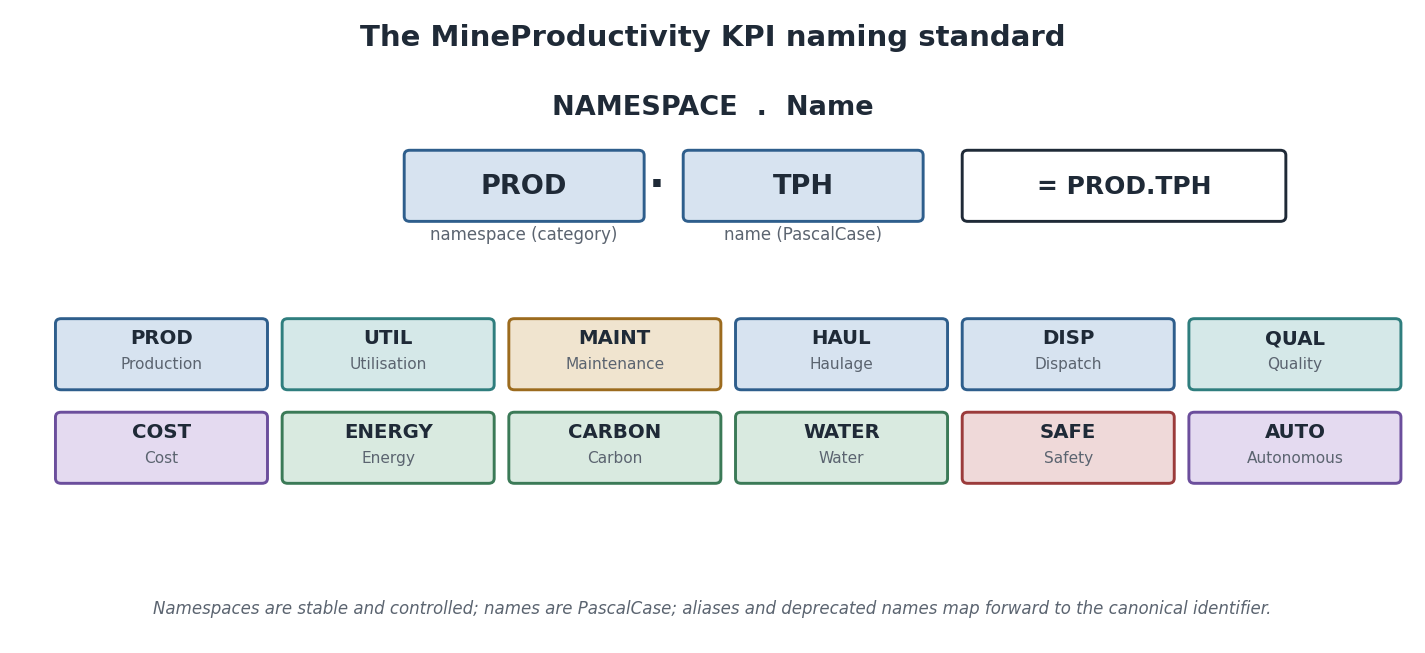 The MineProductivity KPI naming standard
NAMESPACE . Name
PROD · TPH = PROD.TPH
namespace (category) name (PascalCase)
PROD UTIL MAINT HAUL DISP QUAL
Production Utilisation Maintenance Haulage Dispatch Quality
COST ENERGY CARBON WATER SAFE AUTO
Cost Energy Carbon Water Safety Autonomous
Namespaces are stable and controlled; names are PascalCase; aliases and deprecated names map forward to the canonical identifier.